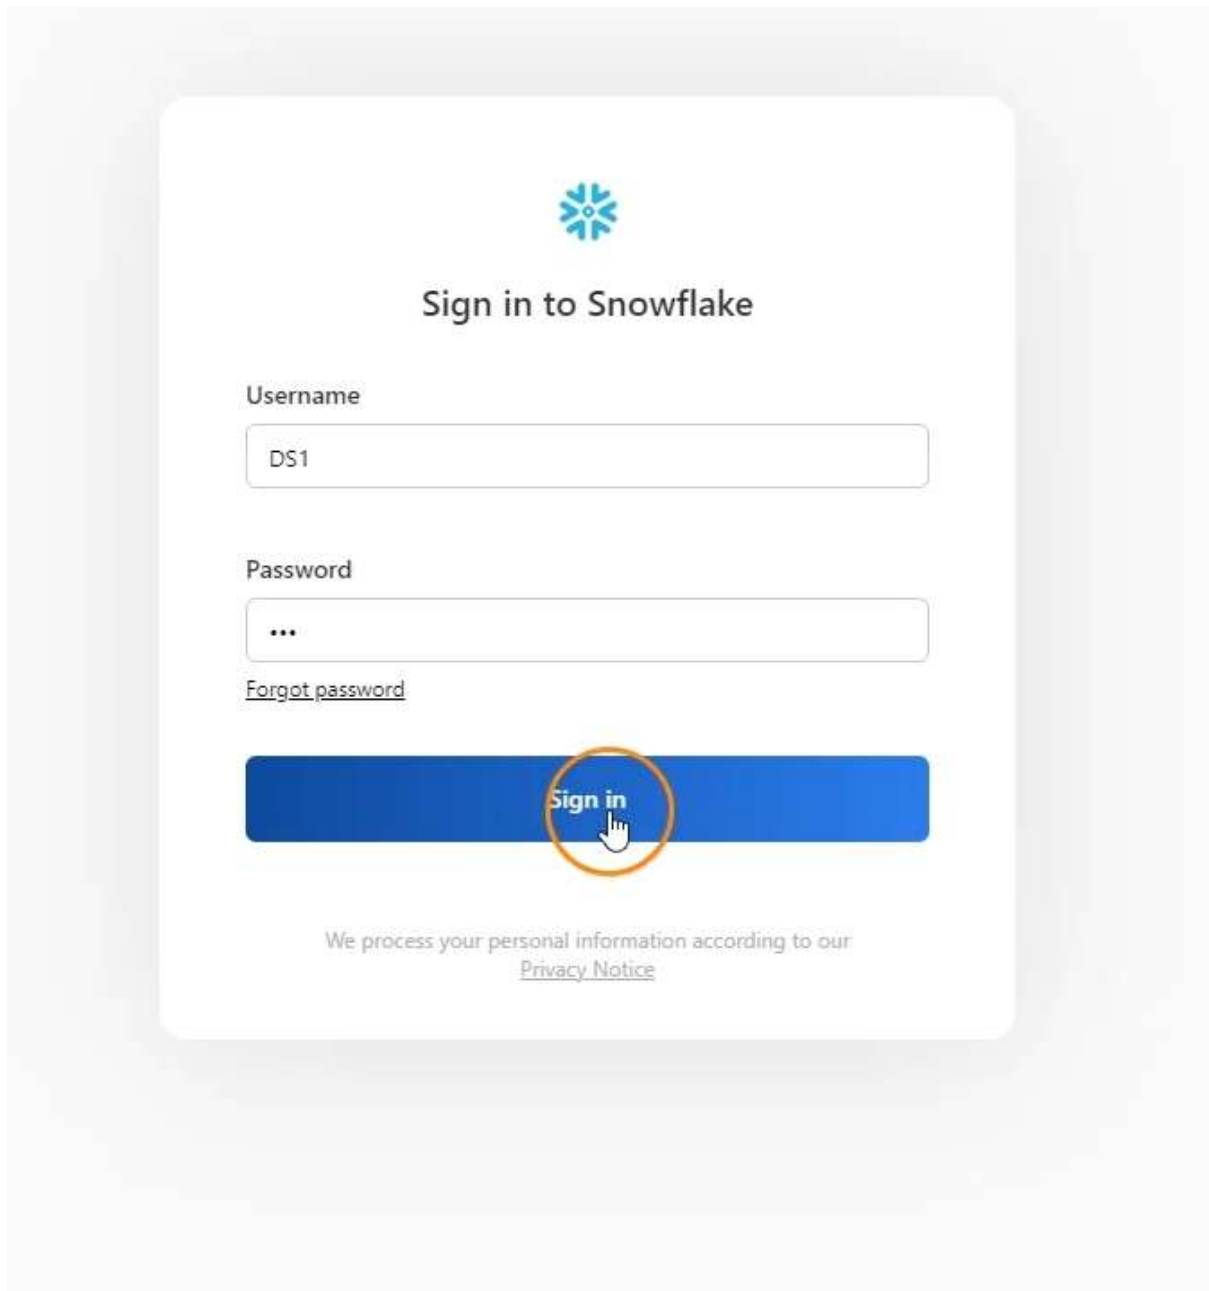 Sign in to Snowflake
Username
DS1
Password
•••
Forgot password
Sign in
We process your personal information according to our
Privacy Notice